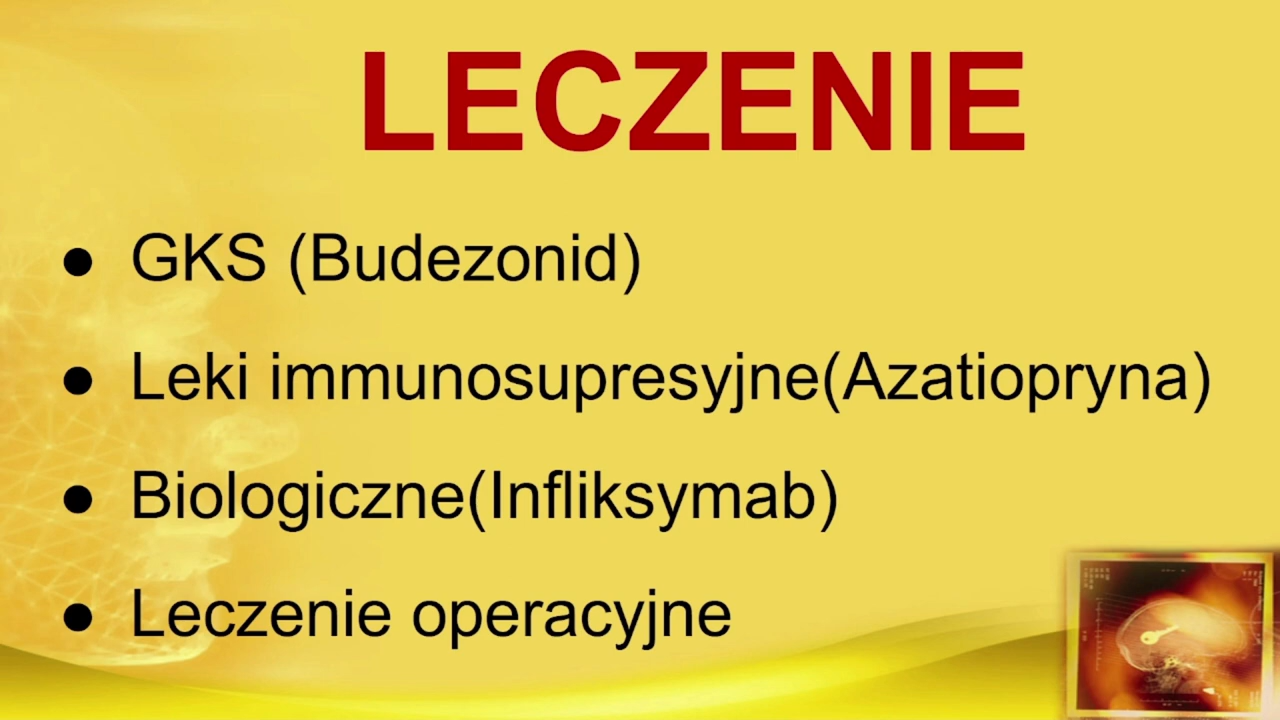 LECZENIE
● GKS (Budezonid)
● Leki immunosupresyjne(Azatiopryna)
● Biologiczne(Infliksymab)
● Leczenie operacyjne